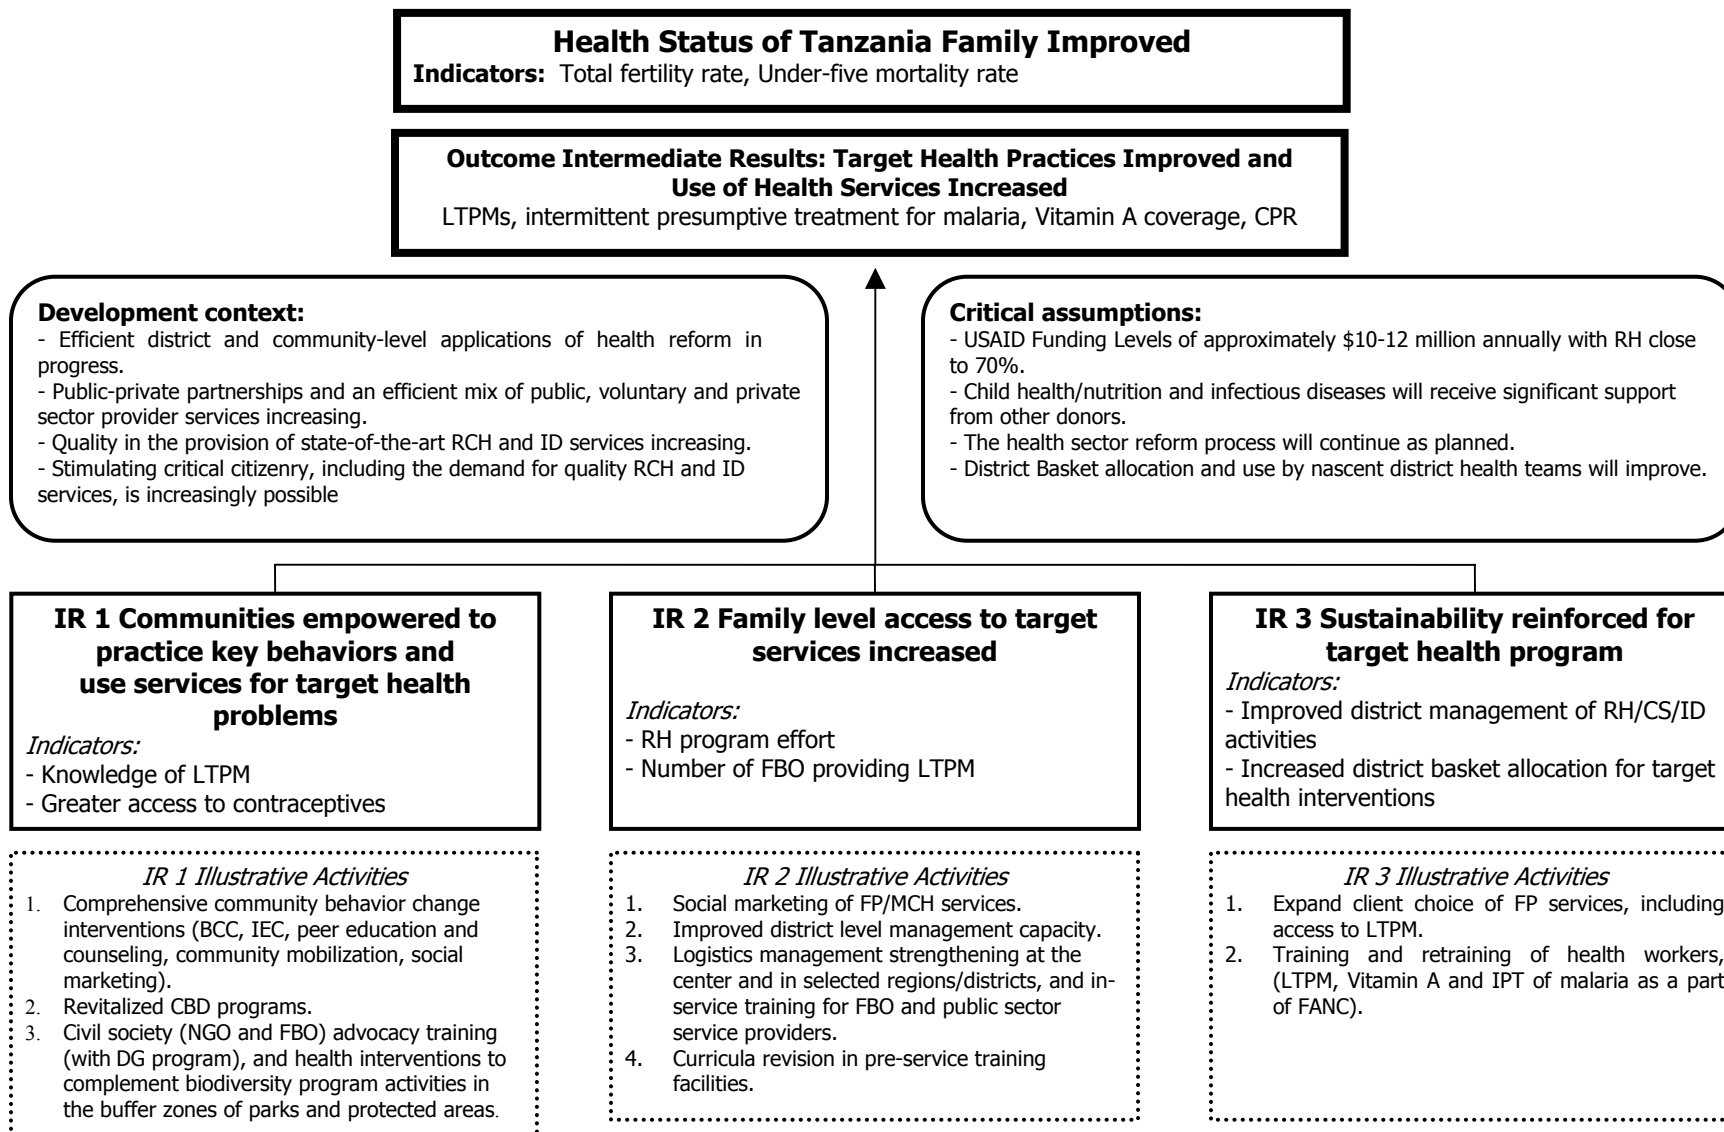 Health Status of Tanzania Family Improved
Indicators: Total fertility rate, Under-five mortality rate
Outcome Intermediate Results: Target Health Practices Improved and
Use of Health Services Increased
LTPMs, intermittent presumptive treatment for malaria, Vitamin A coverage, CPR
Development context:
- Efficient district and community-level applications of health reform in
progress.
- Public-private partnerships and an efficient mix of public, voluntary and private
sector provider services increasing.
- Quality in the provision of state-of-the-art RCH and ID services increasing.
- Stimulating critical citizenry, including the demand for quality RCH and ID
services, is increasingly possible
Critical assumptions:
- USAID Funding Levels of approximately $10-12 million annually with RH close
to 70%.
- Child health/nutrition and infectious diseases will receive significant support
from other donors.
- The health sector reform process will continue as planned.
- District Basket allocation and use by nascent district health teams will improve.
IR 1 Communities empowered to
practice key behaviors and
use services for target health
problems
Indicators:
- Knowledge of LTPM
- Greater access to contraceptives
IR 2 Family level access to target
services increased
Indicators:
- RH program effort
- Number of FBO providing LTPM
IR 3 Sustainability reinforced for
target health program
Indicators:
- Improved district management of RH/CS/ID
activities
- Increased district basket allocation for target
health interventions
IR 1 Illustrative Activities
1. Comprehensive community behavior change
interventions (BCC, IEC, peer education and
counseling, community mobilization, social
marketing).
2. Revitalized CBD programs.
3. Civil society (NGO and FBO) advocacy training
(with DG program), and health interventions to
complement biodiversity program activities in
the buffer zones of parks and protected areas.
IR 2 Illustrative Activities
1. Social marketing of FP/MCH services.
2. Improved district level management capacity.
3. Logistics management strengthening at the
center and in selected regions/districts, and in-
service training for FBO and public sector
service providers.
4. Curricula revision in pre-service training
facilities.
IR 3 Illustrative Activities
1. Expand client choice of FP services, including
access to LTPM.
2. Training and retraining of health workers,
(LTPM, Vitamin A and IPT of malaria as a part
of FANC).